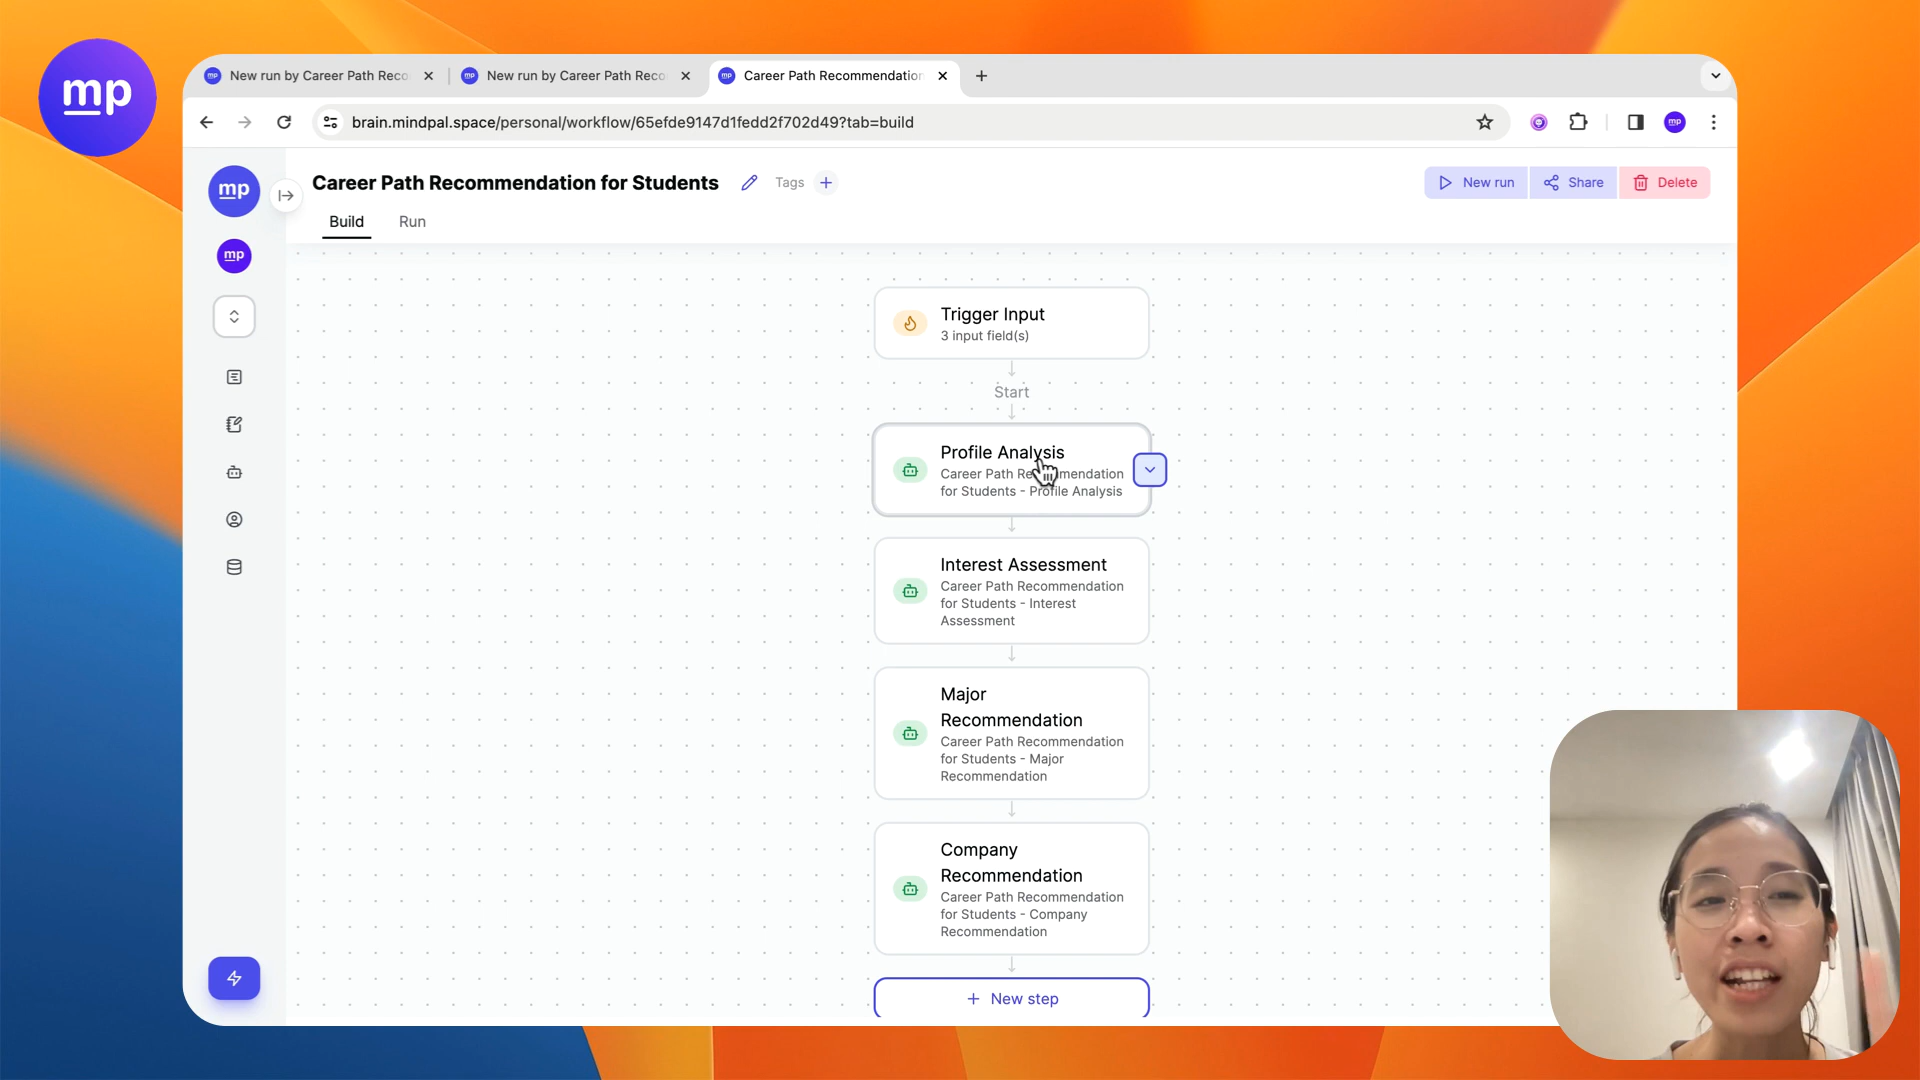 mp
New run by Career Path Reco
New run by Career Path Reco
Career Path Recommendation
brain.mindpal.space/personal/workflow/65efde9147d1fedd2f702d49?tab=build
mp
mp
Career Path Recommendation for Students
Tags
New run
Share
Delete
Build
Run
mp
Trigger Input
3 input field(s)
Start
Profile Analysis
Career Path Recommendation
for Students - Profile Analysis
Interest Assessment
Career Path Recommendation
for Students - Interest
Assessment
Major
Recommendation
Career Path Recommendation
for Students - Major
Recommendation
Company
Recommendation
Career Path Recommendation
for Students - Company
Recommendation
+ New step